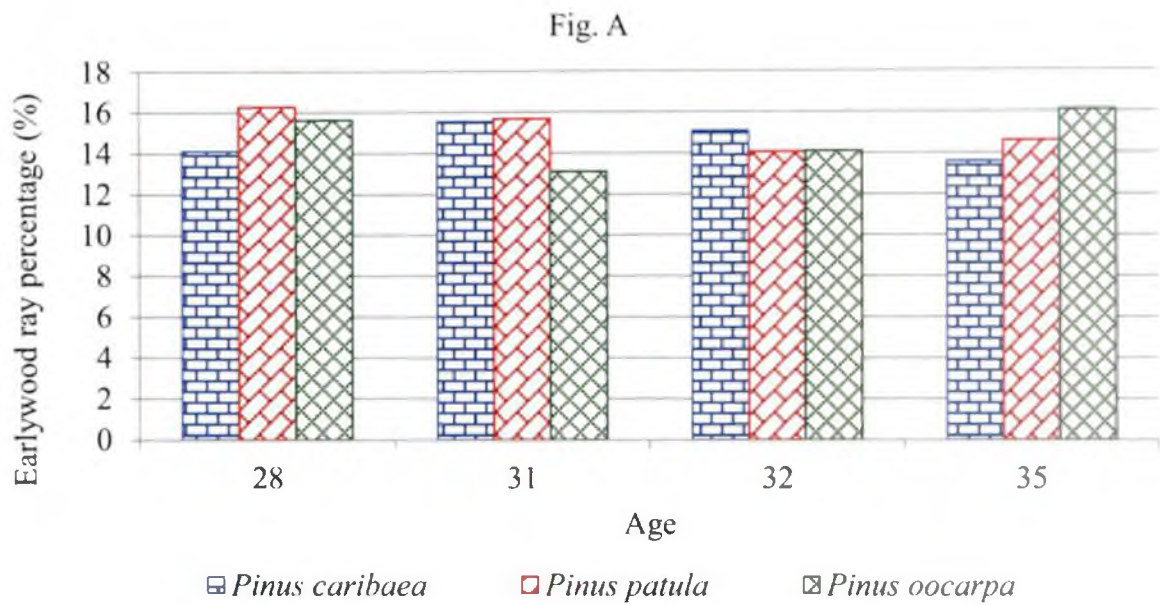 Fig. A
Earlywood ray percentage (%)
18
16
14
12
10
8
6
4
2
0
28 31 32 35
Age
Pinus caribaea Pinus patula Pinus oocarpa